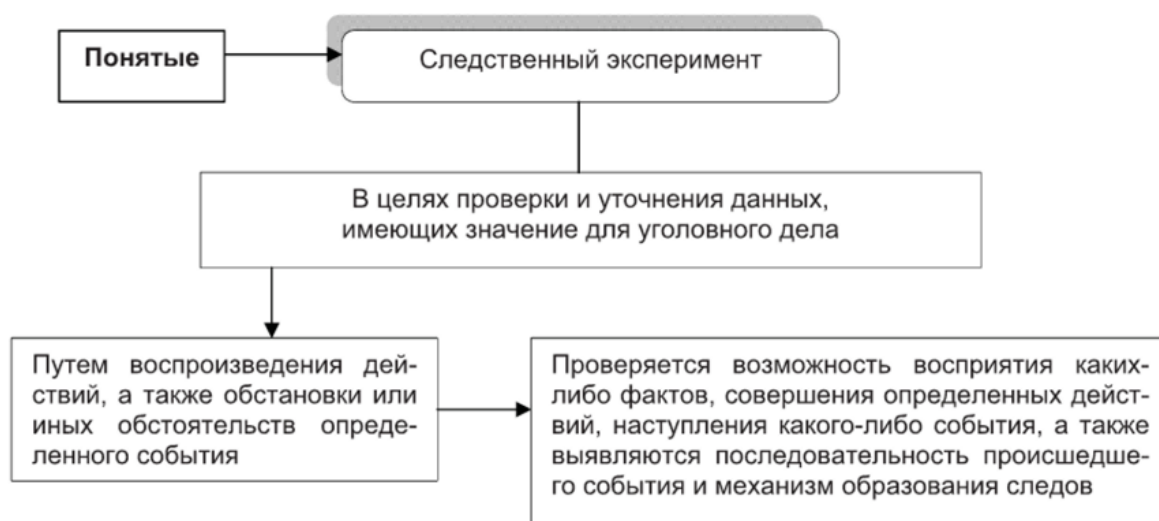 Понятые
Следственный эксперимент
В целях проверки и уточнения данных,
имеющих значение для уголовного дела
Путем воспроизведения дей-
ствий, а также обстановки или
иных обстоятельств опреде-
ленного события
Проверяется возможность восприятия каких-
либо фактов, совершения определенных дейст-
вий, наступления какого-либо события, а также
выявляются последовательность происшедше-
го события и механизм образования следов